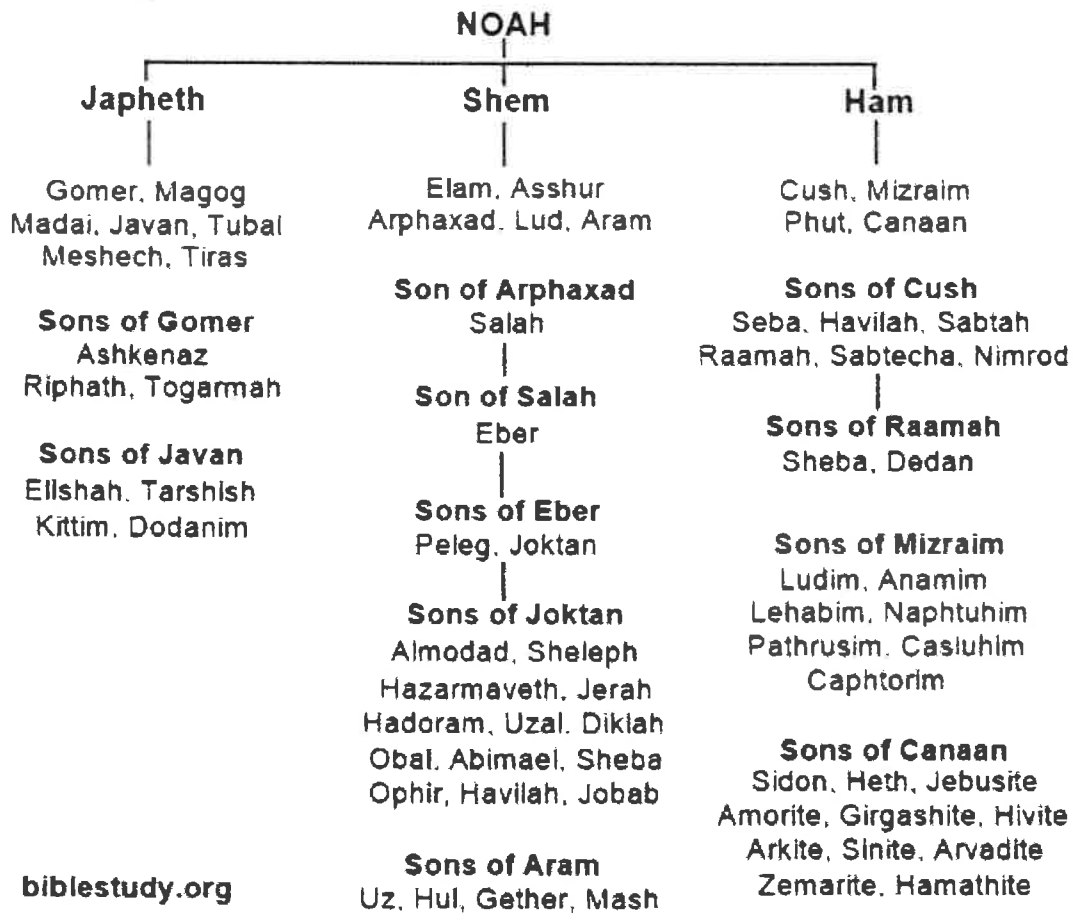 NOAH
Japheth
Gomer, Magog
Madai, Javan, Tubal
Meshech, Tiras
Sons of Gomer
Ashkenaz
Riphath, Togarmah
Sons of Javan
Elishah, Tarshish
Kittim, Dodanim
Shem
Elam, Asshur
Arphaxad, Lud, Aram
Son of Arphaxad
Salah
Son of Salah
Eber
Sons of Eber
Peleg, Joktan
Sons of Joktan
Almodad, Sheleph
Hazarmaveth, Jerah
Hadoram, Uzal, Diklah
Obal, Abimael, Sheba
Ophir, Havilah, Jobab
Sons of Aram
Uz, Hul, Gether, Mash
Ham
Cush, Mizraim
Phut, Canaan
Sons of Cush
Seba, Havilah, Sabtah
Raamah, Sabtecha, Nimrod
Sons of Raamah
Sheba, Dedan
Sons of Mizraim
Ludim, Anamim
Lehabim, Naphtuhim
Pathrusim, Casluhim
Caphtorim
Sons of Canaan
Sidon, Heth, Jebusite
Amorite, Girgashite, Hivite
Arkite, Sinite, Arvadite
Zemarite, Hamathite
biblestudy.org